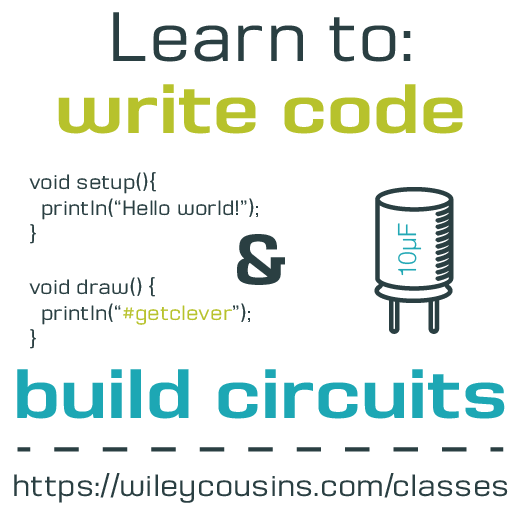 Learn to:
write code
void setup(){
println(“Hello world!”);
}
&
10µF
void draw() {
println(“#getclever”);
}
build circuits
https://wileycousins.com/classes